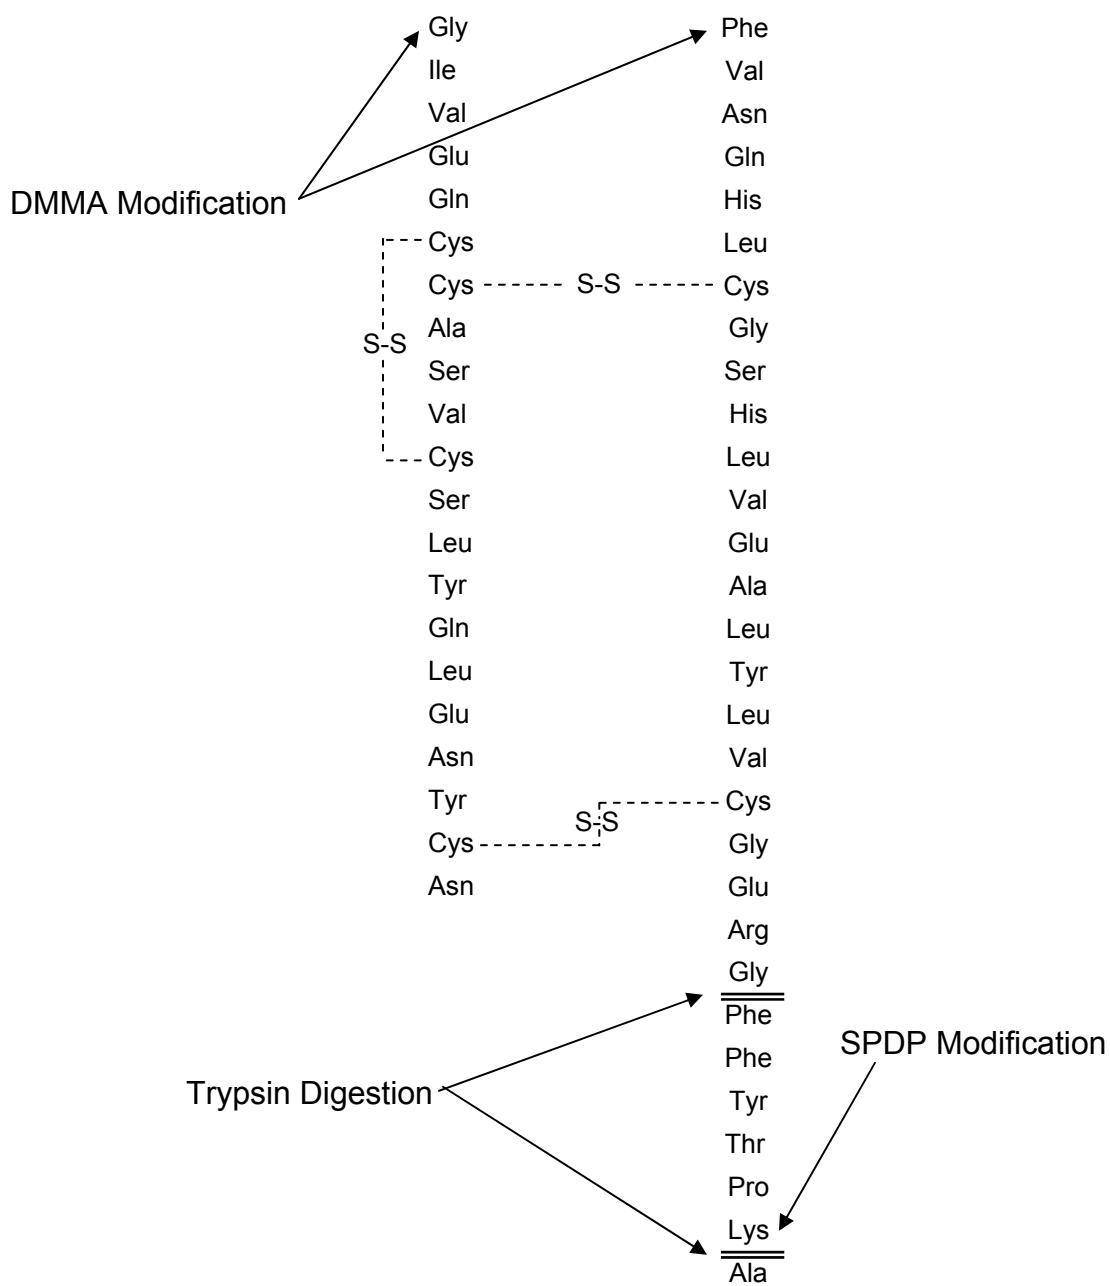 Gly Phe
Ile Val
Val Asn
Glu Gln
DMMA Modification Gln His
Cys Leu
Cys S-S Cys
Ala Gly
S-S
Ser Ser
Val His
Cys Leu
Ser Val
Leu Glu
Tyr Ala
Gln Leu
Leu Tyr
Glu Leu
Asn Val
Tyr Cys
S-S
Cys Gly
Asn Glu
Arg
Gly
Phe
Phe SPDP Modification
Trypsin Digestion Tyr
Thr
Pro
Lys
Ala